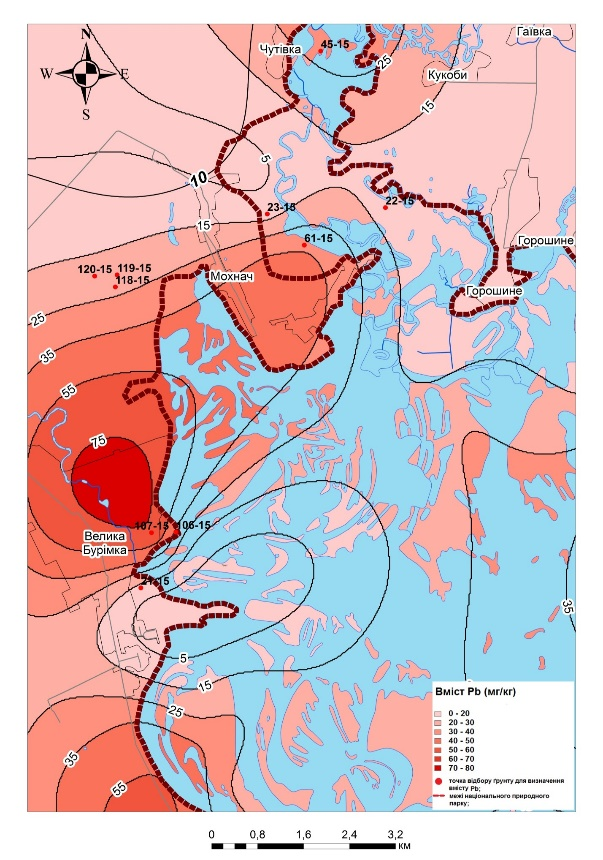 N
W E
S
Чутівка
45-15
25
Гаївка
Кукоби
15
5
10
15
23-15
22-15
61-15
Горошине
120-15
119-15
118-15
Мохнач
Горошине
25
35
55
75
107-15
106-15
Велика
Бурімка
21-15
35
5
15
25
35
55
Вміст Pb (мг/кг)
0 - 20
20 - 30
30 - 40
40 - 50
50 - 60
60 - 70
70 - 80
точка відбору ґрунту для визначення
вмісту Pb;
межі національного природного
парку;
0 0,8 1,6 2,4 3,2
км